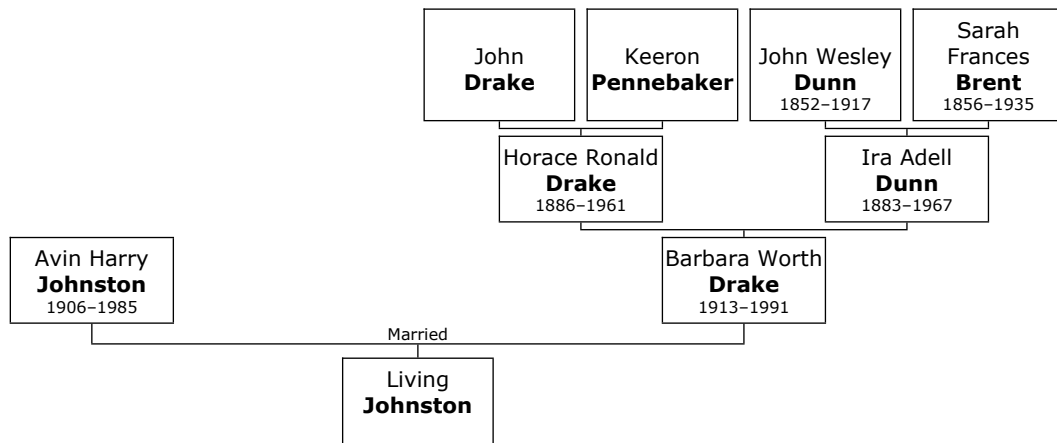 John
Drake
Keeron
Pennebaker
John Wesley
Dunn
1852–1917
Sarah
Frances
Brent
1856–1935
Horace Ronald
Drake
1886–1961
Ira Adell
Dunn
1883–1967
Avin Harry
Johnston
1906–1985
Barbara Worth
Drake
1913–1991
Married
Living
Johnston